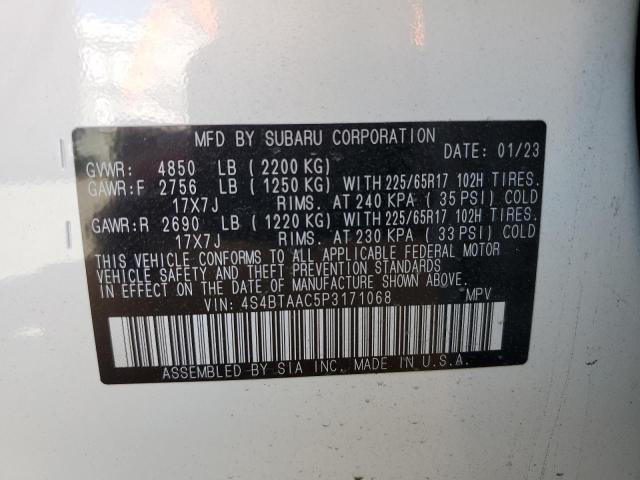 MFD BY SUBARU CORPORATION
DATE: 01/23
GVWR: 4850 LB (2200 KG)
GAWR:F 2756 LB (1250 KG) WITH 225/65R17 102H TIRES.
17X7J RIMS. AT 240 KPA (35 PSI) COLD
GAWR:R 2690 LB (1220 KG) WITH 225/65R17 102H TIRES.
17X7J RIMS. AT 230 KPA (33 PSI) COLD
THIS VEHICLE CONFORMS TO ALL APPLICABLE FEDERAL MOTOR
VEHICLE SAFETY AND THEFT PREVENTION STANDARDS IN EFFECT
ON THE DATE OF MANUFACTURE SHOWN ABOVE.
VIN: 4S4BTAAC5P3171068 MPV
ASSEMBLED BY SIA INC. MADE IN U.S.A.